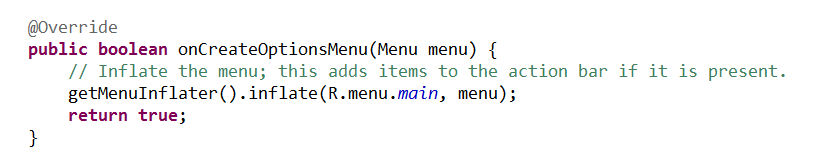 @Override
public boolean onCreateOptionsMenu(Menu menu) {
    // Inflate the menu; this adds items to the action bar if it is present.
    getMenuInflater().inflate(R.menu.main, menu);
    return true;
}